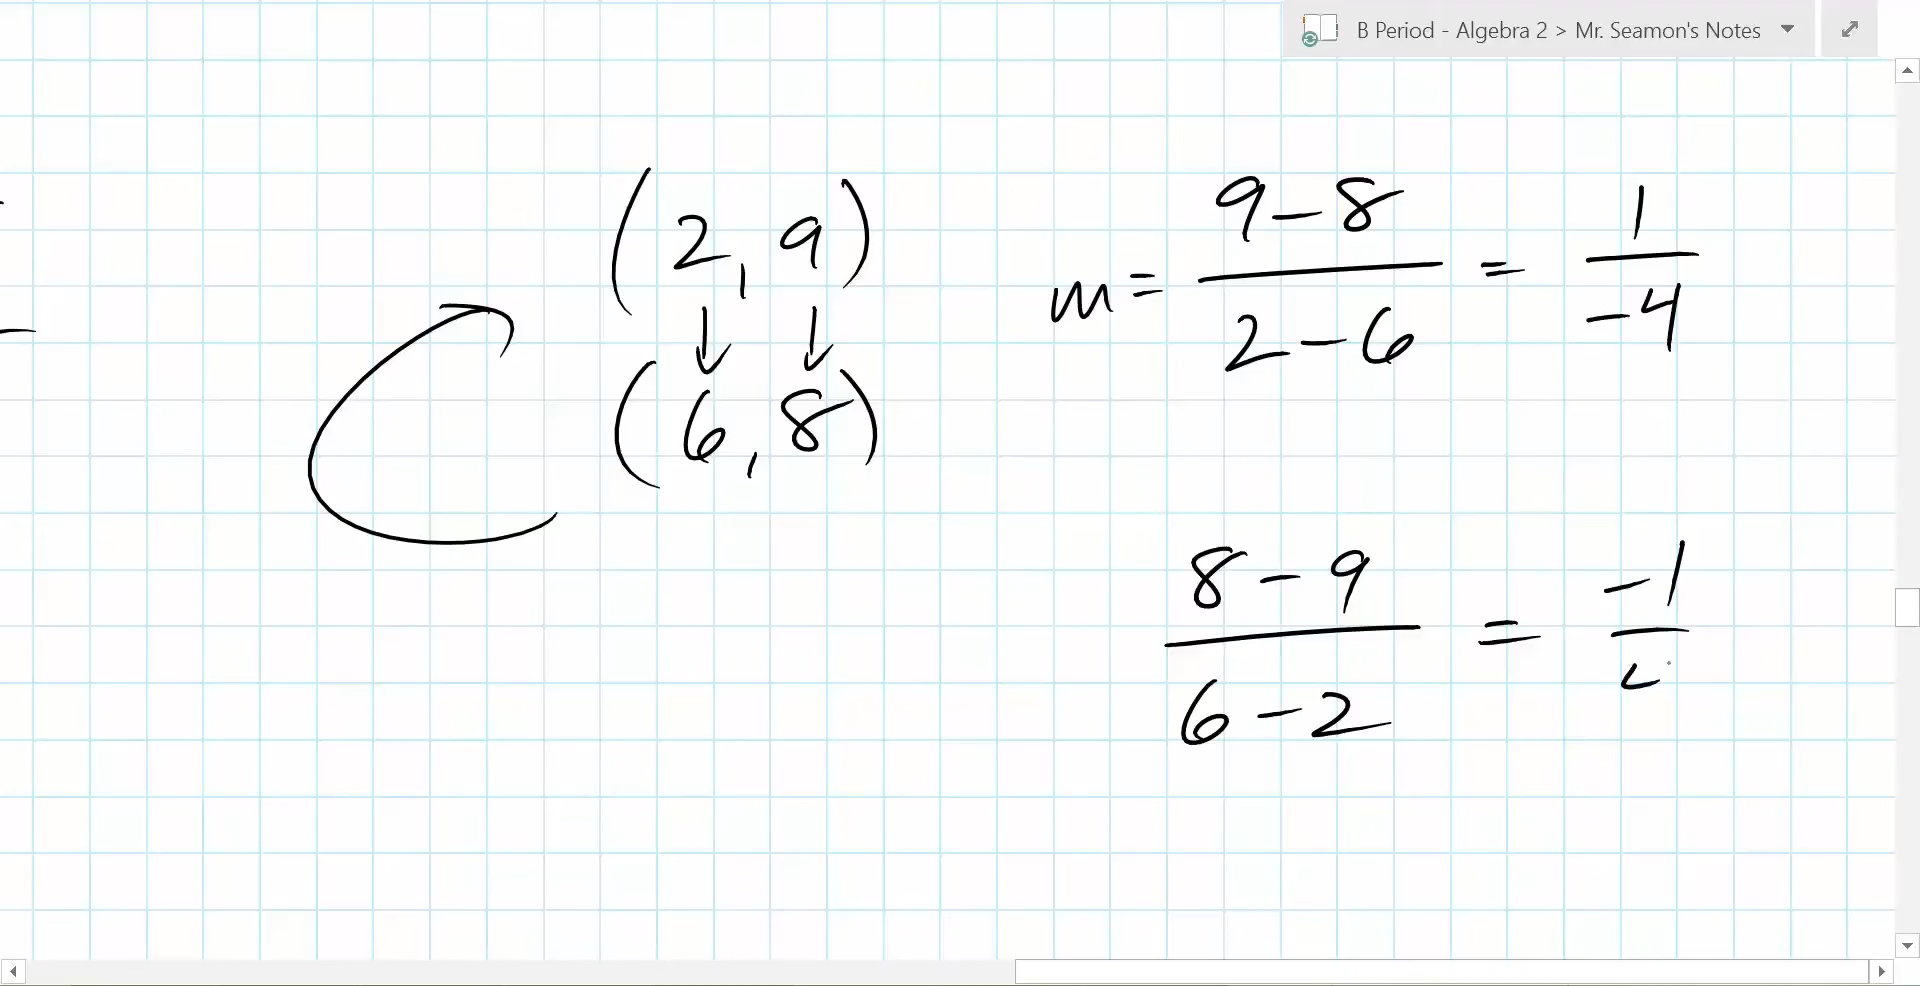 B Period - Algebra 2 > Mr. Seamon's Notes
(2, 9)
(6, 8)
m = 9 - 8 / 2 - 6 = 1 / -4
8 - 9 / 6 - 2 = -1 /